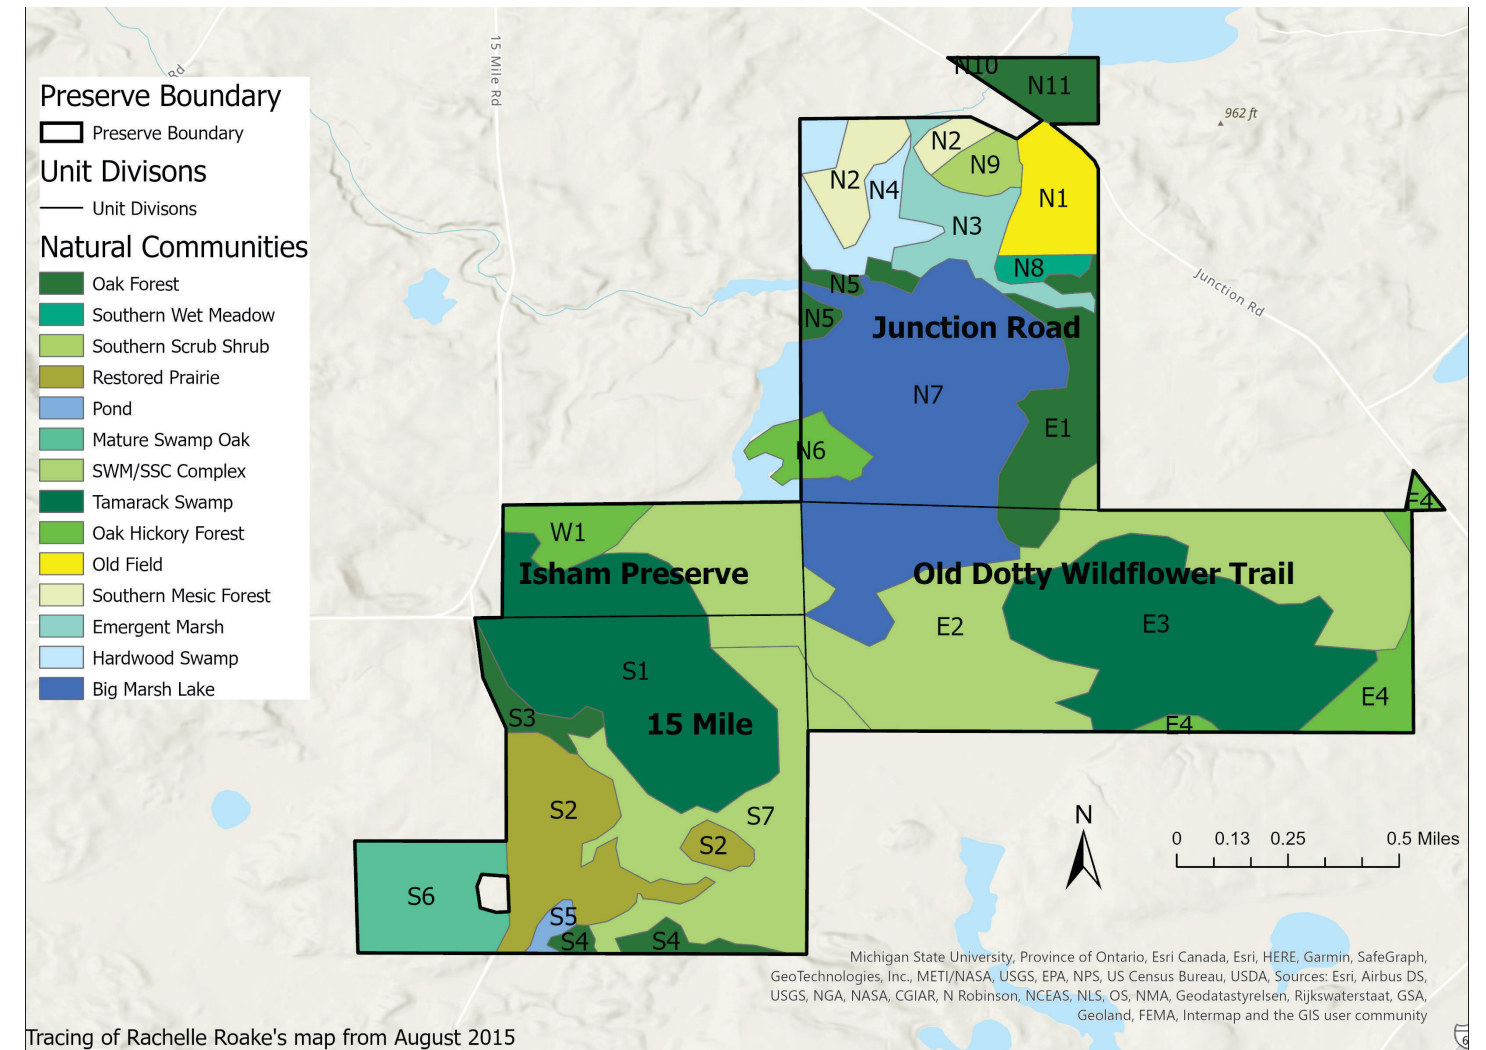 Rd
15 Mile Rd
Preserve Boundary
Preserve Boundary
Unit Divisons
Unit Divisons
Natural Communities
Oak Forest
Southern Wet Meadow
Southern Scrub Shrub
Restored Prairie
Pond
Mature Swamp Oak
SWM/SSC Complex
Tamarack Swamp
Oak Hickory Forest
Old Field
Southern Mesic Forest
Emergent Marsh
Hardwood Swamp
Big Marsh Lake
N10
N11
962 ft
N2
N9
N2
N4
N1
N3
N8
N5
Junction Rd
N5
Junction Road
N7
E1
N6
E4
W1
Isham Preserve
Old Dotty Wildflower Trail
E2
E3
S1
E4
S3
15 Mile
E4
S2
S7
S2
N
0 0.13 0.25 0.5 Miles
S6
S5
S4
S4
Michigan State University, Province of Ontario, Esri Canada, Esri, HERE, Garmin, SafeGraph,
GeoTechnologies, Inc., METI/NASA, USGS, EPA, NPS, US Census Bureau, USDA, Sources: Esri, Airbus DS,
USGS, NGA, NASA, CGIAR, N Robinson, NCEAS, NLS, OS, NMA, Geodatastyrelsen, Rijkswaterstaat, GSA,
Geoland, FEMA, Intermap and the GIS user community
Tracing of Rachelle Roake's map from August 2015
6